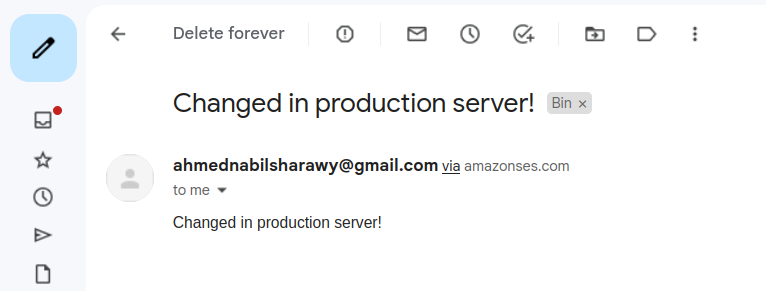 Delete forever
Changed in production server! Bin ×
ahmednabilsharawy@gmail.com via amazonses.com
to me
Changed in production server!